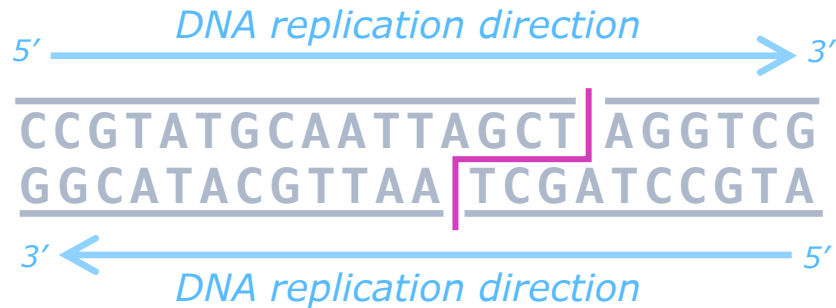 DNA replication direction
5′ 3′
CCGTATGCAATTAGCT AGGTCG
GGCATACGTTAA TCGATCCGTA
3′ 5′
DNA replication direction